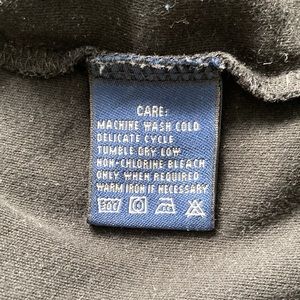 CARE:
MACHINE WASH COLD
DELICATE CYCLE
TUMBLE DRY LOW
NON-CHLORINE BLEACH
ONLY WHEN REQUIRED
WARM IRON IF NECESSARY